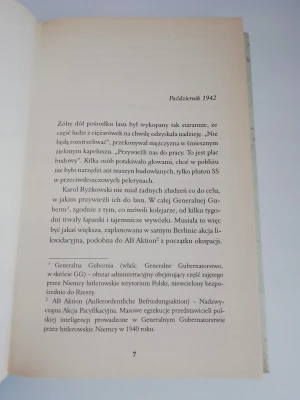 Październik 1942
Żółty dół pośrodku lasu był wykopany tak starannie, że
część ludzi z ciężarówek na chwilę odzyskała nadzieję. „Nie
będą rozstrzeliwać”, przekonywał mężczyzna w śmiesznym
zielonym kapeluszu. „Przywieźli nas do pracy. To jest plac
budowy”. Kilka osób potakiwało głowami, choć w pobliżu
nie było narzędzi ani maszyn budowlanych, tylko pluton SS
w przeciwdeszczowych pelerynach.
Karol Ryżkowski nie miał żadnych złudzeń co do celu,
w jakim przywieźli ich do lasu. W całej Generalnej Gu-
berni¹, zgodnie z tym, co mówili kolejarze, od kilku tygo-
dni trwały łapanki i tajemnicze wywózki. Musiała to więc
być jakaś większa, zaplanowana w samym Berlinie akcja li-
kwidacyjna, podobna do AB Aktion² z początku okupacji.
¹ Generalna Gubernia (właśc. Generalne Gubernatorstwo,
w skrócie GG) – obszar administracyjny obejmujący część zajętego
przez Niemcy hitlerowskie terytorium Polski, niewcielony bezpo-
średnio do Rzeszy.
² AB Aktion (Außerordentliche Befriedungsaktion) – Nadzwy-
czajna Akcja Pacyfikacyjna. Masowe egzekucje przedstawicieli pol-
skiej inteligencji prowadzone w Generalnym Gubernatorstwie
przez hitlerowskie Niemcy w 1940 roku.
7